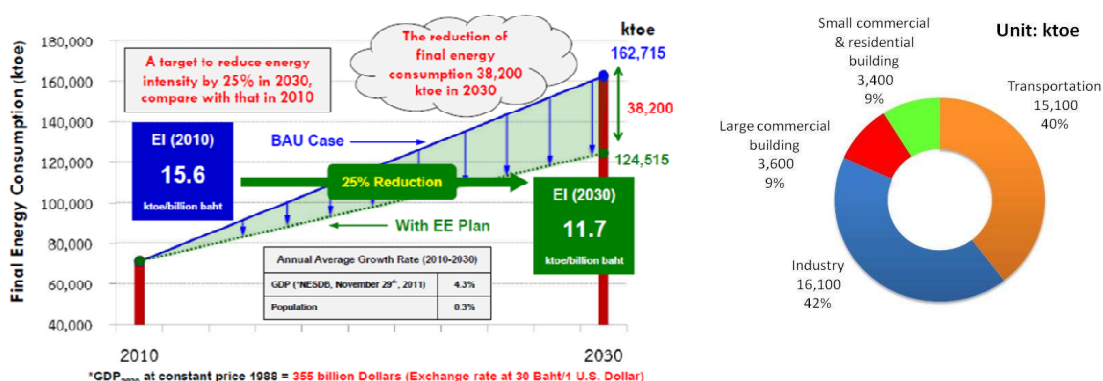 180,000
160,000
140,000
120,000
100,000
80,000
60,000
40,000
Final Energy Consumption (ktoe)
A target to reduce energy
intensity by 25% in 2030,
compare with that in 2010
The reduction of
final energy
consumption 38,200
ktoe in 2030
ktoe
162,715
38,200
124,515
EI (2010)
15.6
ktoe/billion baht
BAU Case
25% Reduction
With EE Plan
EI (2030)
11.7
ktoe/billion baht
Annual Average Growth Rate (2010-2030)
GDP (*NESDB, November 29th, 2011) 4.3%
Population 0.3%
2010
2030
*GDP2030 at constant price 1988 = 355 billion Dollars (Exchange rate at 30 Baht/1 U.S. Dollar)
Unit: ktoe
Small commercial
& residential
building
3,400
9%
Transportation
15,100
40%
Large commercial
building
3,600
9%
Industry
16,100
42%